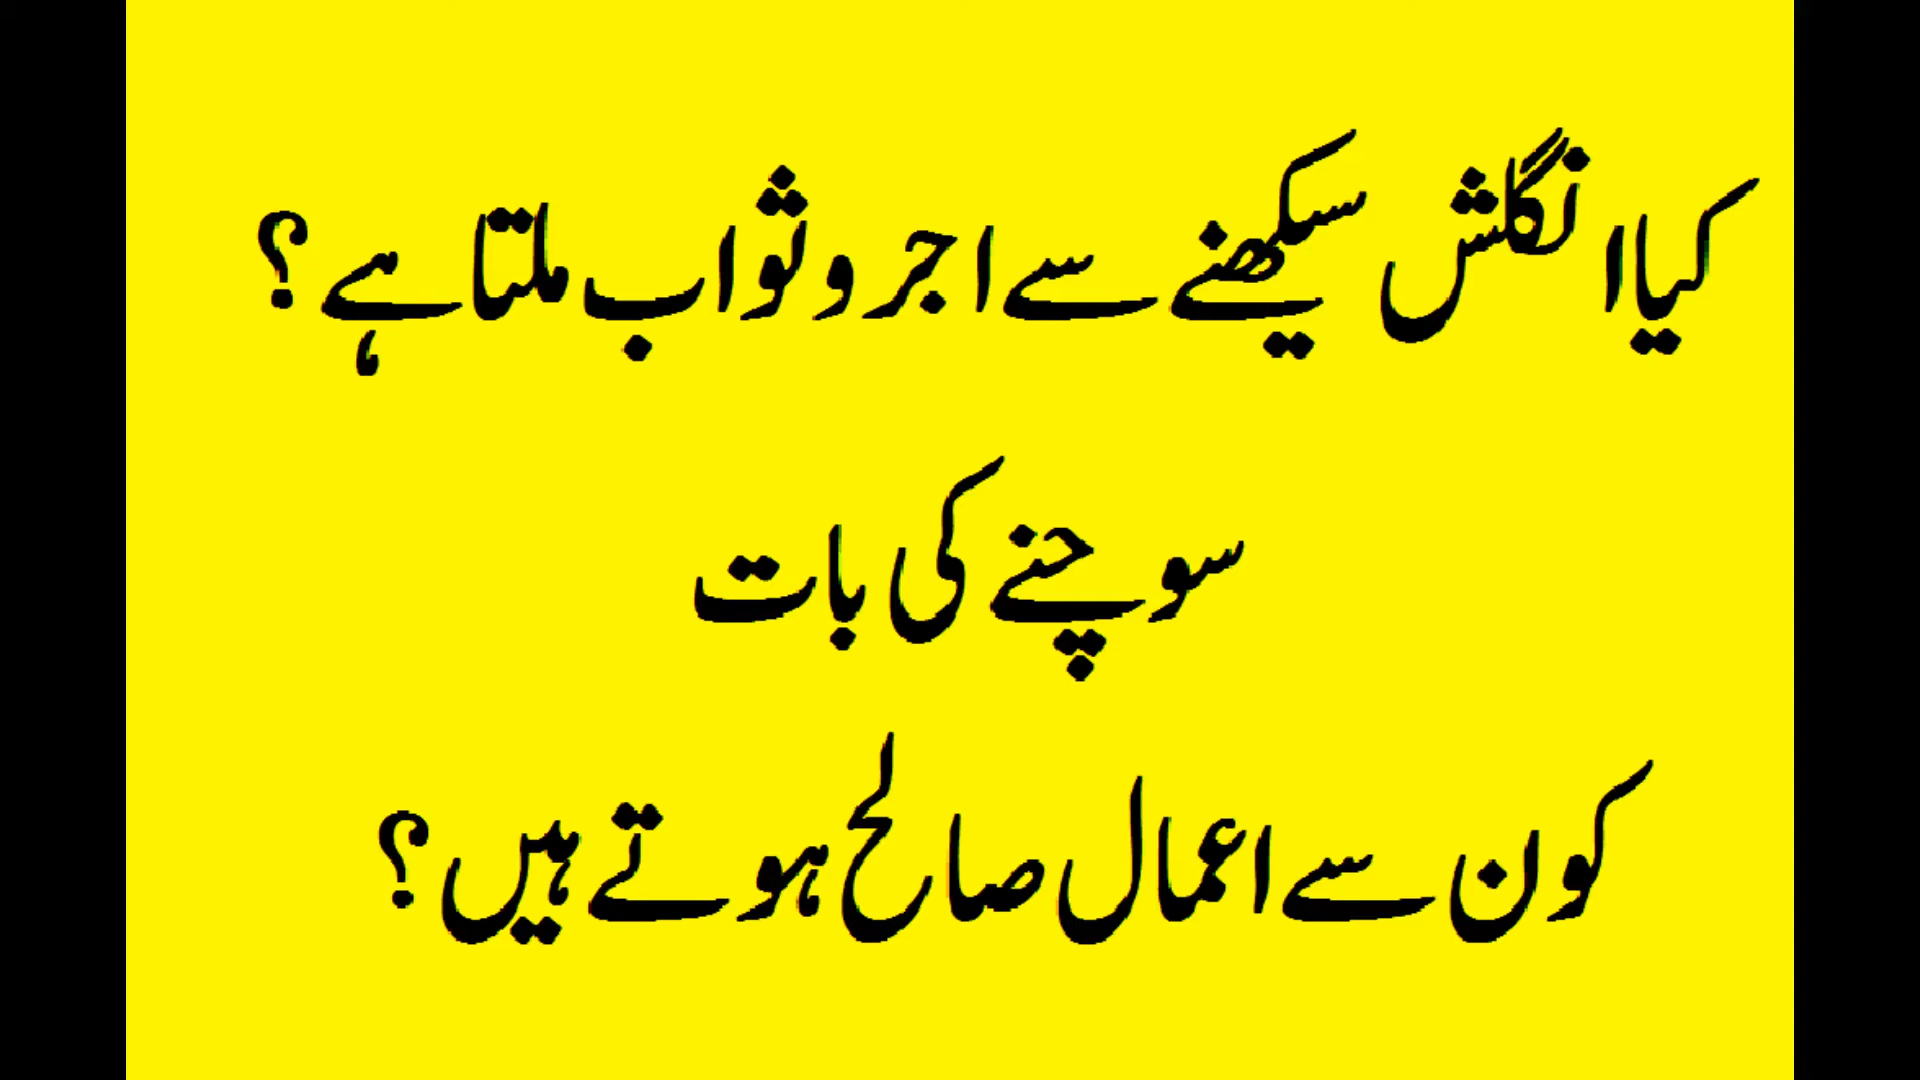 کیا انگلش سیکھنے سے اجر و ثواب ملتا ہے؟
سوچنے کی بات
کون سے اعمال صالح ہوتے ہیں؟